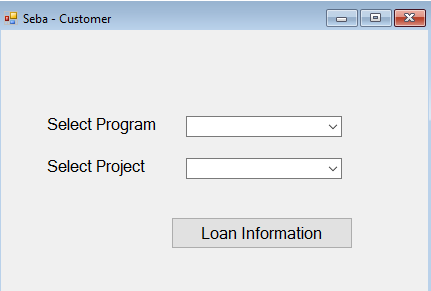 Seba - Customer
Select Program
Select Project
Loan Information